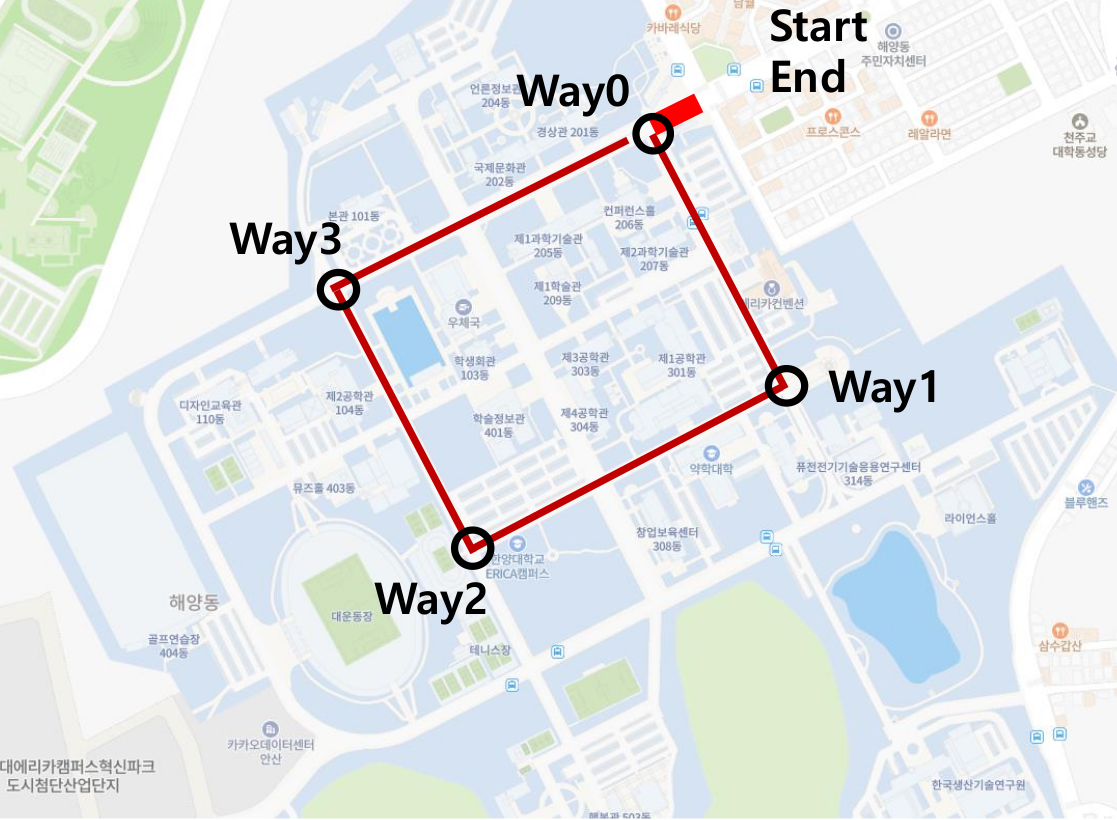 카바레식당
Start
End
해양동
주민자치센터
언론정보관
204동
Way0
경상관 201동
프로스콘스
레알라면
천주교
대학동성당
국제문화관
202동
본관 101동
컨퍼런스홀
206동
Way3
제1과학기술관
205동
제2과학기술관
207동
제1학술관
209동
에리카컨벤션
우체국
학생회관
103동
제3공학관
303동
제1공학관
301동
Way1
디자인교육관
110동
제2공학관
104동
학술정보관
401동
제4공학관
304동
약학대학
퓨전전기기술응용연구센터
314동
뮤즈홀 403동
블루핸즈
라이언스홀
창업보육센터
308동
한양대학교
ERICA캠퍼스
Way2
해양동
대운동장
골프연습장
404동
테니스장
삼수갑산
카카오데이터센터
안산
대에리카캠퍼스혁신파크
도시첨단산업단지
한국생산기술연구원
행복관 503동